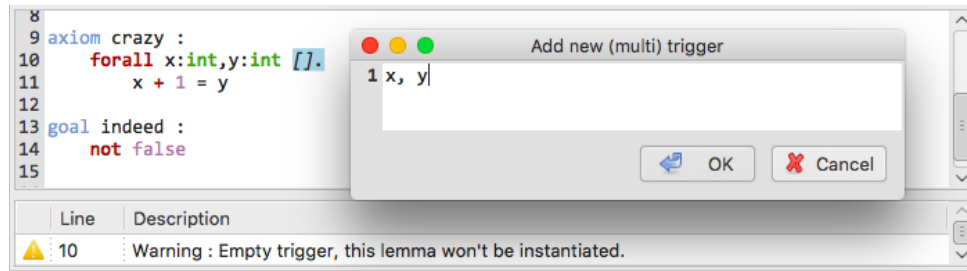 8
9 axiom crazy :
10 forall x:int,y:int [].
11 x + 1 = y
12
13 goal indeed :
14 not false
15
Add new (multi) trigger
1 x, y
OK Cancel
Line Description
10 Warning : Empty trigger, this lemma won't be instantiated.